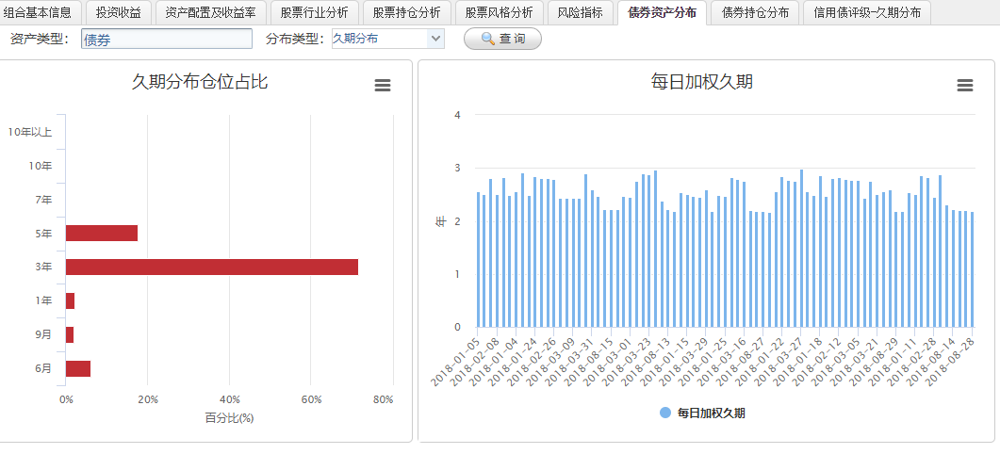 组合基本信息 投资收益 资产配置及收益率 股票行业分析 股票持仓分析 股票风格分析 风险指标 债券资产分布 债券持仓分布 信用债评级-久期分布
资产类型： 债券 分布类型： 久期分布 查 询
久期分布仓位占比
10年以上
10年
7年
5年
3年
1年
9月
6月
0% 20% 40% 60% 80%
百分比(%)
每日加权久期
4
3
2
1
0
年
2018-01-05 2018-02-08 2018-01-04 2018-01-24 2018-02-26 2018-03-09 2018-03-31 2018-08-15 2018-03-01 2018-03-23 2018-08-13 2018-01-15 2018-03-29 2018-01-25 2018-03-16 2018-08-27 2018-01-22 2018-03-27 2018-01-18 2018-02-12 2018-03-05 2018-03-21 2018-08-29 2018-01-11 2018-02-28 2018-08-14 2018-08-28
每日加权久期